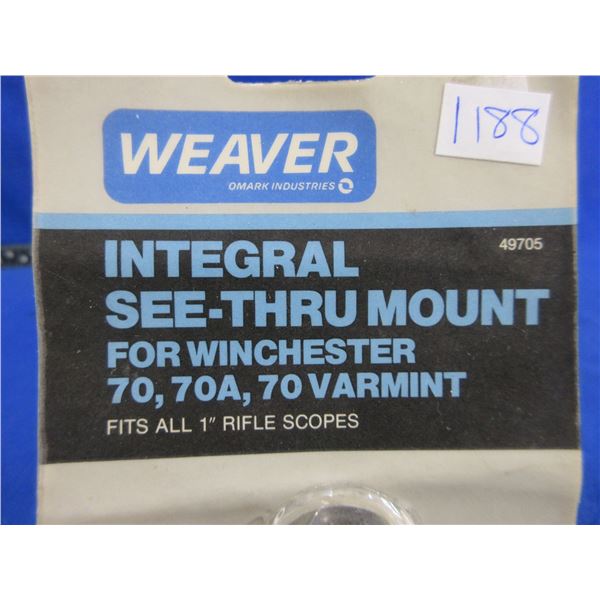 1188
WEAVER
OMARK INDUSTRIES
49705
INTEGRAL
SEE-THRU MOUNT
FOR WINCHESTER
70, 70A, 70 VARMINT
FITS ALL 1" RIFLE SCOPES